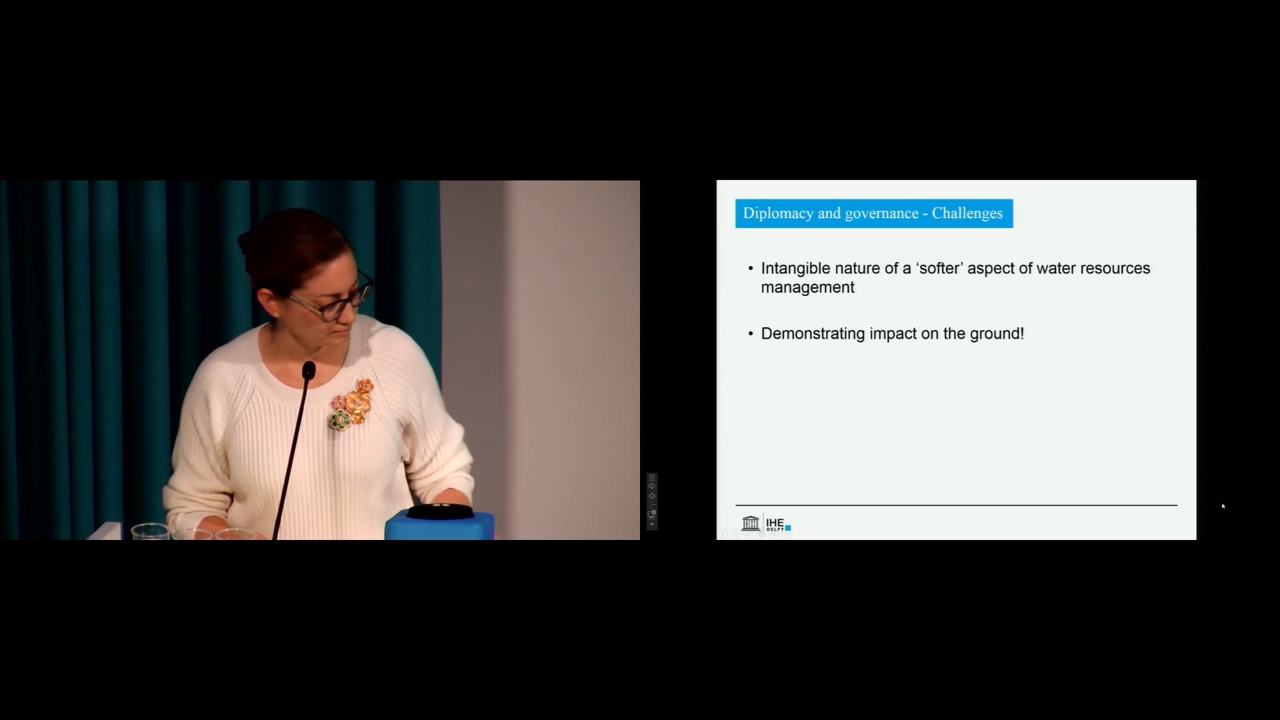 Diplomacy and governance - Challenges
• Intangible nature of a ‘softer’ aspect of water resources
management
• Demonstrating impact on the ground!
IHE
DELFT